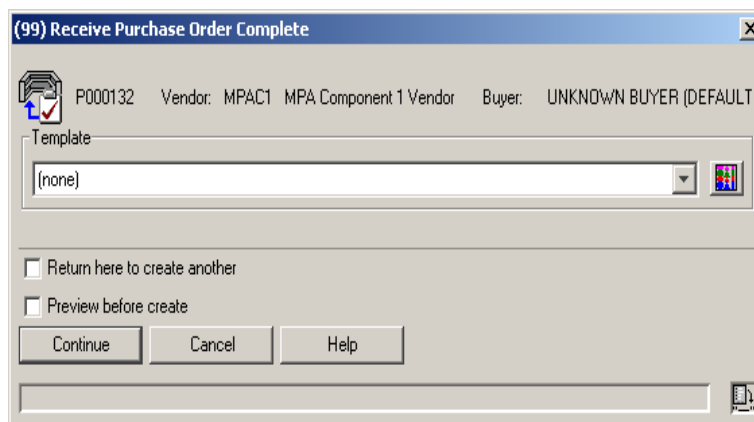 (99) Receive Purchase Order Complete
P000132 Vendor: MPAC1 MPA Component 1 Vendor Buyer: UNKNOWN BUYER (DEFAULT
Template
(none)
Return here to create another
Preview before create
Continue Cancel Help